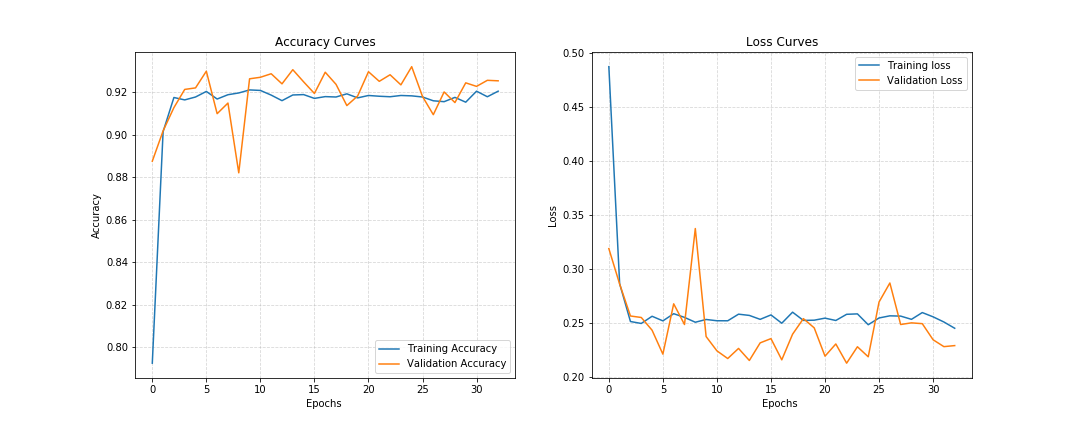 Accuracy Curves
0.92
0.90
0.88
0.86
0.84
0.82
0.80
Accuracy
0 5 10 15 20 25 30
Epochs
Training Accuracy
Validation Accuracy
Loss Curves
0.50
0.45
0.40
0.35
0.30
0.25
0.20
Loss
0 5 10 15 20 25 30
Epochs
Training loss
Validation Loss